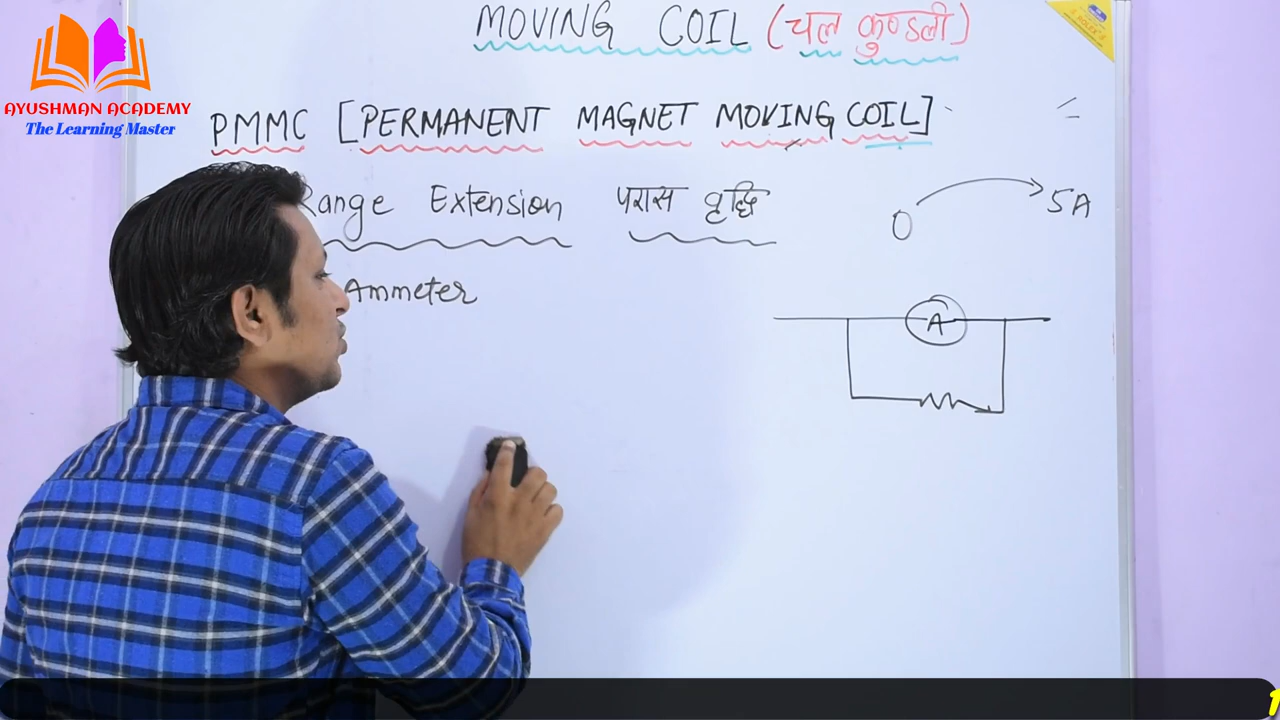 MOVING COIL (चल कुण्डली)
AYUSHMAN ACADEMY
The Learning Master
PMMC [PERMANENT MAGNET MOVING COIL]
Range Extension परास वृद्धि
0 5A
Ammeter
A